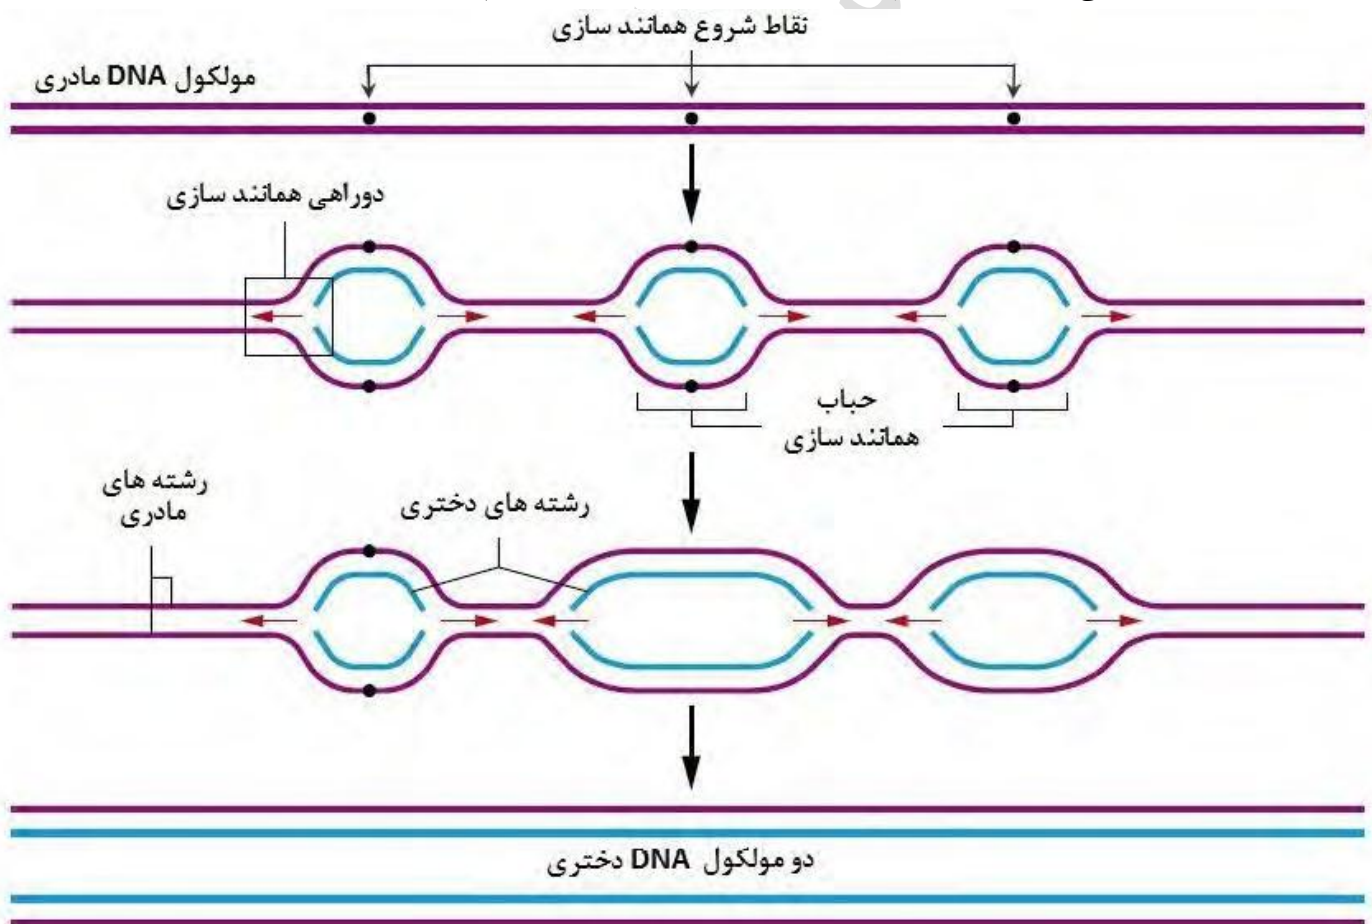 نقاط شروع همانند سازی
مولکول DNA مادری
دوراهی همانند سازی
حباب
همانند سازی
رشته های
مادری
رشته های دختری
دو مولکول DNA دختری